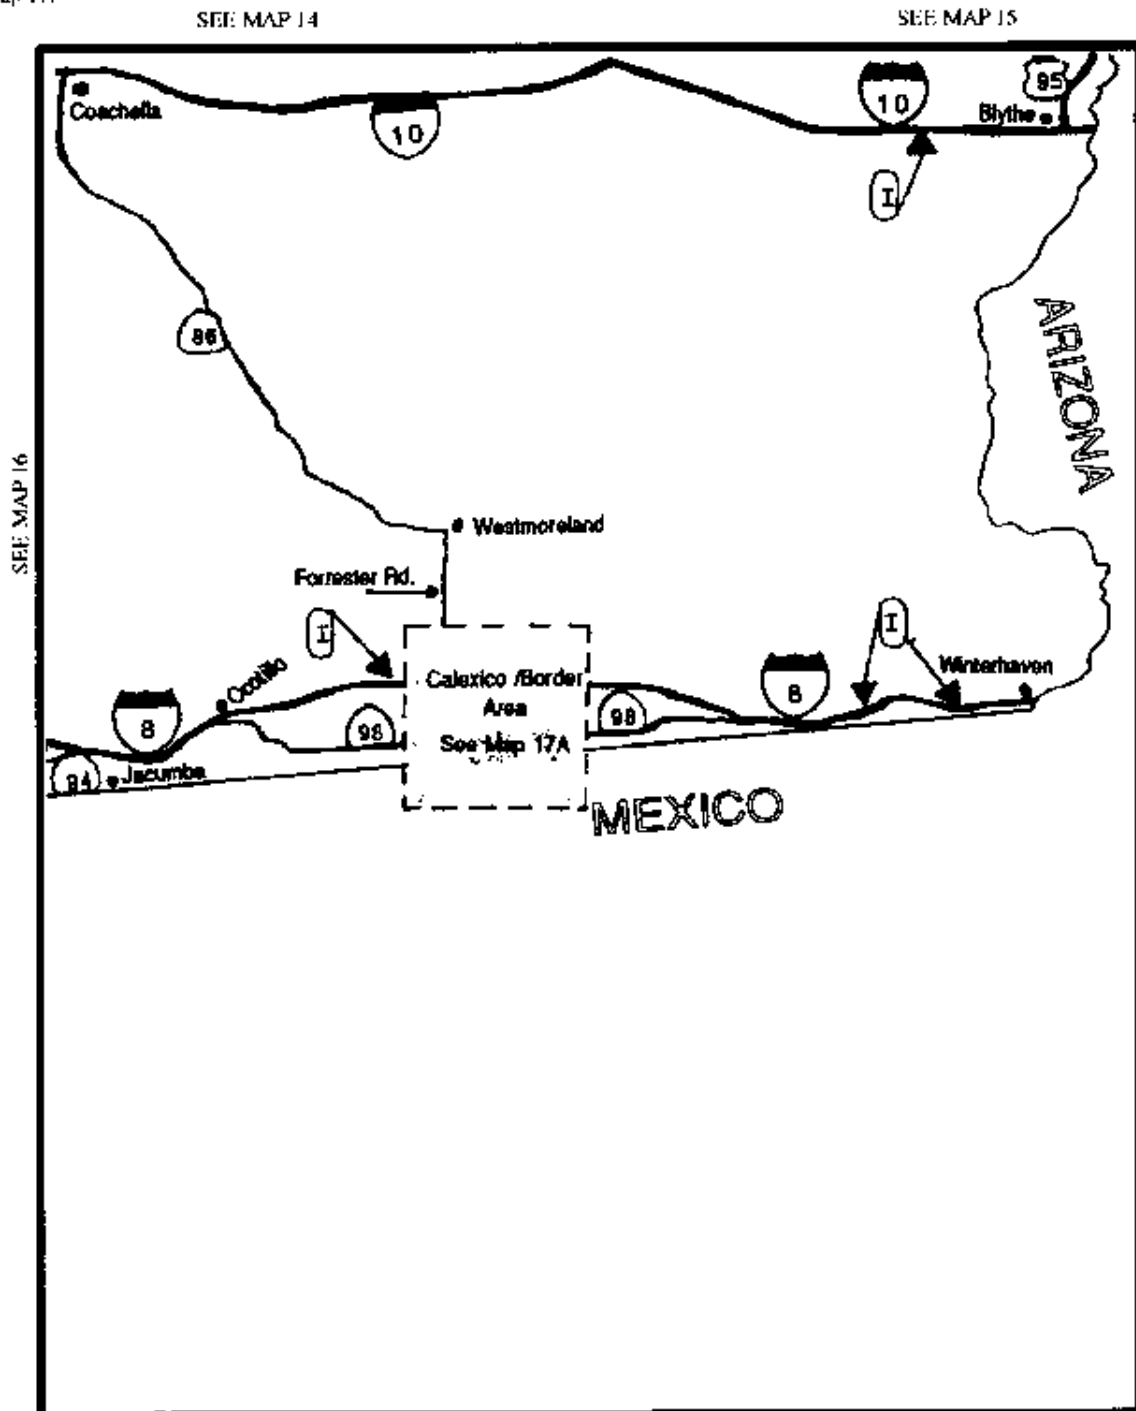 SEE MAP 14
SEE MAP 15
Coachella
10
10
95
Blythe
I
ARIZONA
86
SEE MAP 16
Westmoreland
Forrester Rd.
I
I
Ocotillo
Calexico /Border
Area
See Map 17A
Winterhaven
8
8
98
98
94
Jacumba
MEXICO